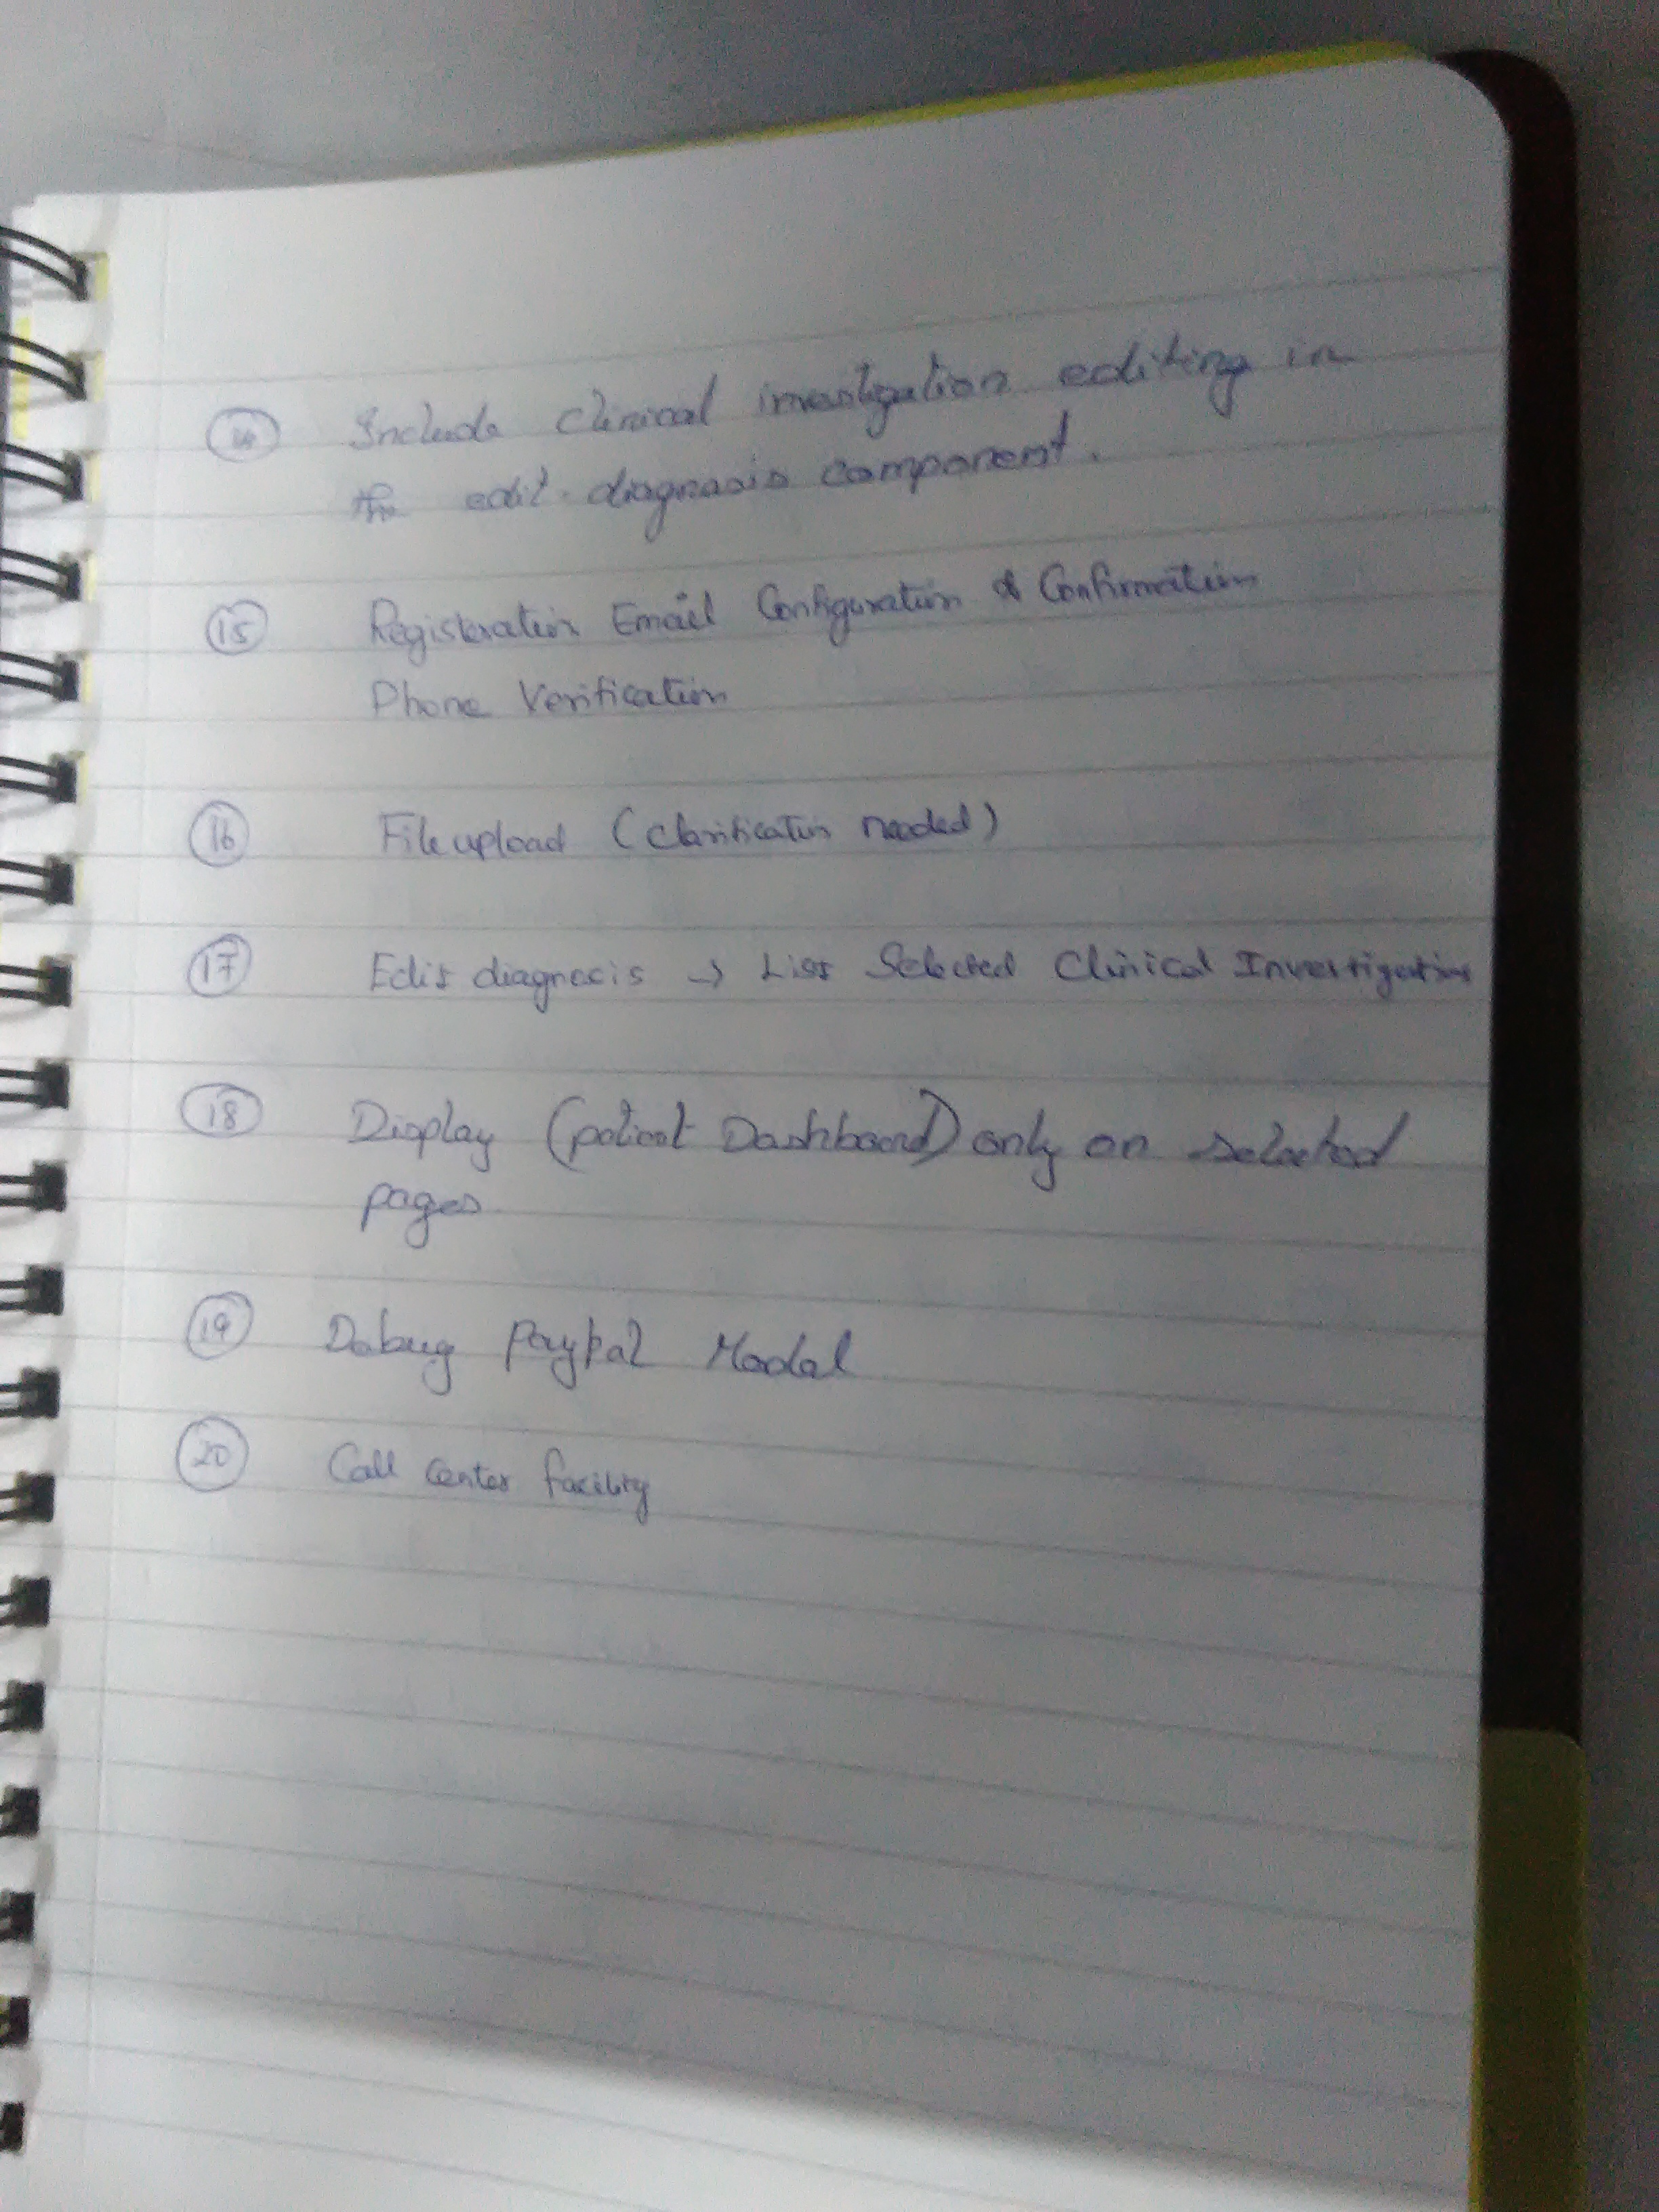 14 Include clinical investigation editing in
the edit diagnosis component.
15 Registeration Email Configuration & Confirmation
Phone Verification
16 File upload (Clarification needed)
17 Edit diagnosis → List Selected Clinical Investigations
18 Display (patient Dashboard) only on selected
pages
19 Debug Paypal Modal
20 Call center facility